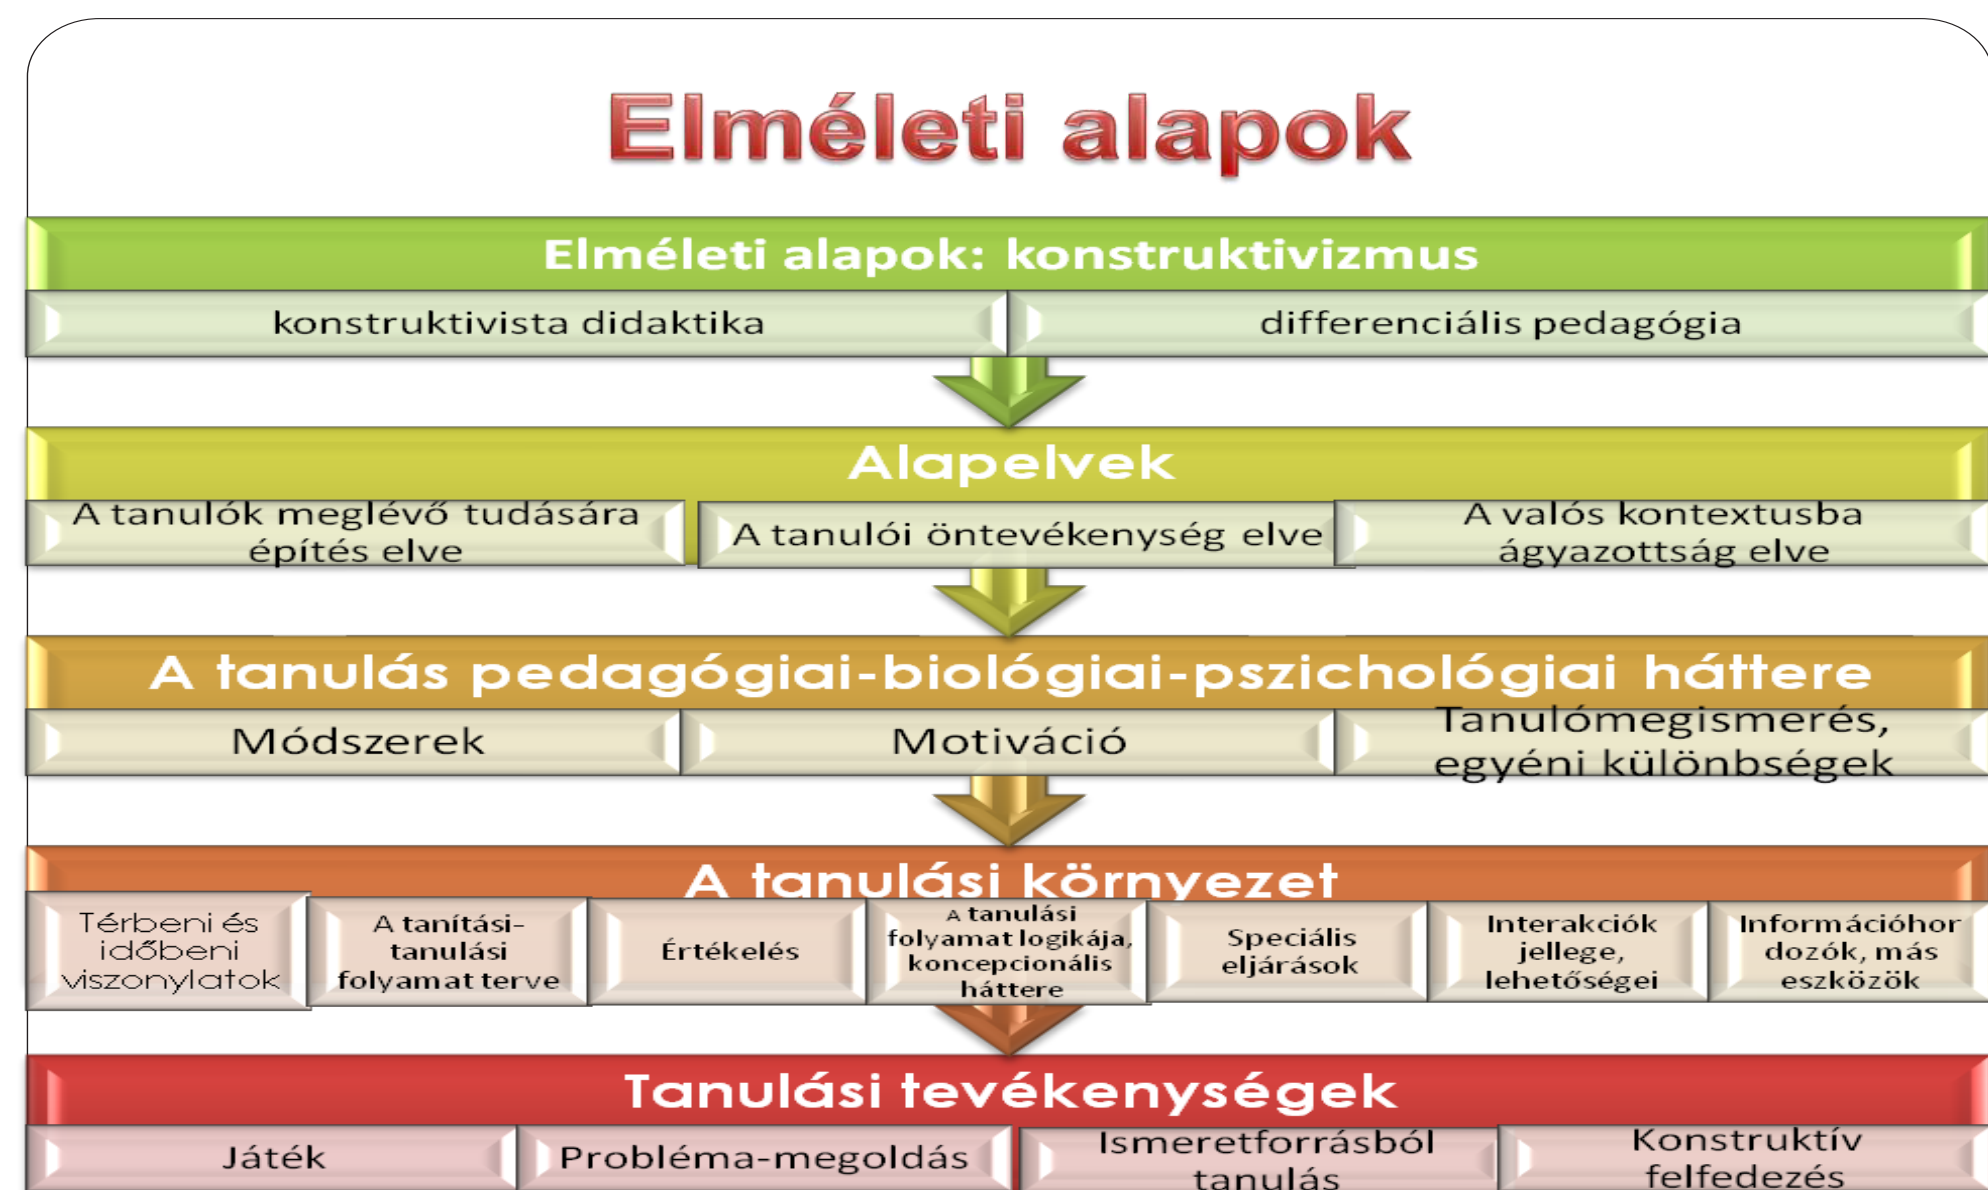 Elméleti alapok
Elméleti alapok: konstruktivizmus
konstruktivista didaktika
differenciális pedagógia
Alapelvek
A tanulók meglévő tudására
építés elve
A tanulói öntevékenység elve
A valós kontextusba
ágyazottság elve
A tanulás pedagógiai-biológiai-pszichológiai háttere
Módszerek
Motiváció
Tanulómegismerés,
egyéni különbségek
A tanulási környezet
Térbeni és
időbeni
viszonylatok
A tanítási-
tanulási
folyamat terve
Értékelés
A tanulási
folyamat logikája,
koncepcionális
háttere
Speciális
eljárások
Interakciók
jellege,
lehetőségei
Információhor
dozók, más
eszközök
Tanulási tevékenységek
Játék
Probléma-megoldás
Ismeretforrásból
tanulás
Konstruktív
felfedezés